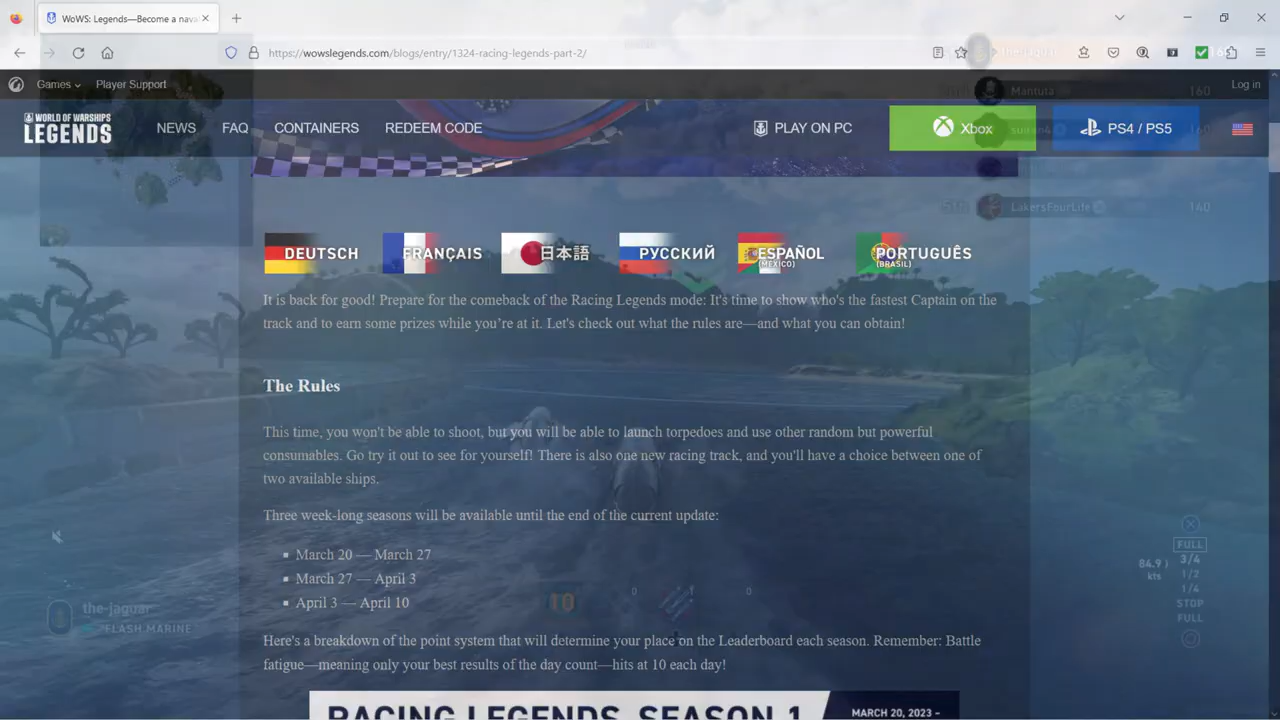 WoWS: Legends—Become a nava
https://wowslegends.com/blogs/entry/1324-racing-legends-part-2/
the-jaguar
Games
Player Support
Mantuta
160
Log in
WORLD OF WARSHIPS
LEGENDS
NEWS
FAQ
CONTAINERS
REDEEM CODE
PLAY ON PC
Xbox
PS4 / PS5
LakersFourLife
140
DEUTSCH
FRANÇAIS
日本語
РУССКИЙ
ESPAÑOL
(MÉXICO)
PORTUGUÊS
(BRASIL)
It is back for good! Prepare for the comeback of the Racing Legends mode: It's time to show who's the fastest Captain on the
track and to earn some prizes while you're at it. Let's check out what the rules are—and what you can obtain!
The Rules
This time, you won't be able to shoot, but you will be able to launch torpedoes and use other random but powerful
consumables. Go try it out to see for yourself! There is also one new racing track, and you'll have a choice between one of
two available ships.
Three week-long seasons will be available until the end of the current update:
March 20 — March 27
March 27 — April 3
April 3 — April 10
FULL
3/4
84.9
kts
1/2
1/4
STOP
FULL
10
the-jaguar
FLASH MARINE
Here's a breakdown of the point system that will determine your place on the Leaderboard each season. Remember: Battle
fatigue—meaning only your best results of the day count—hits at 10 each day!
RACING LEGENDS, SEASON 1
MARCH 20, 2023 –